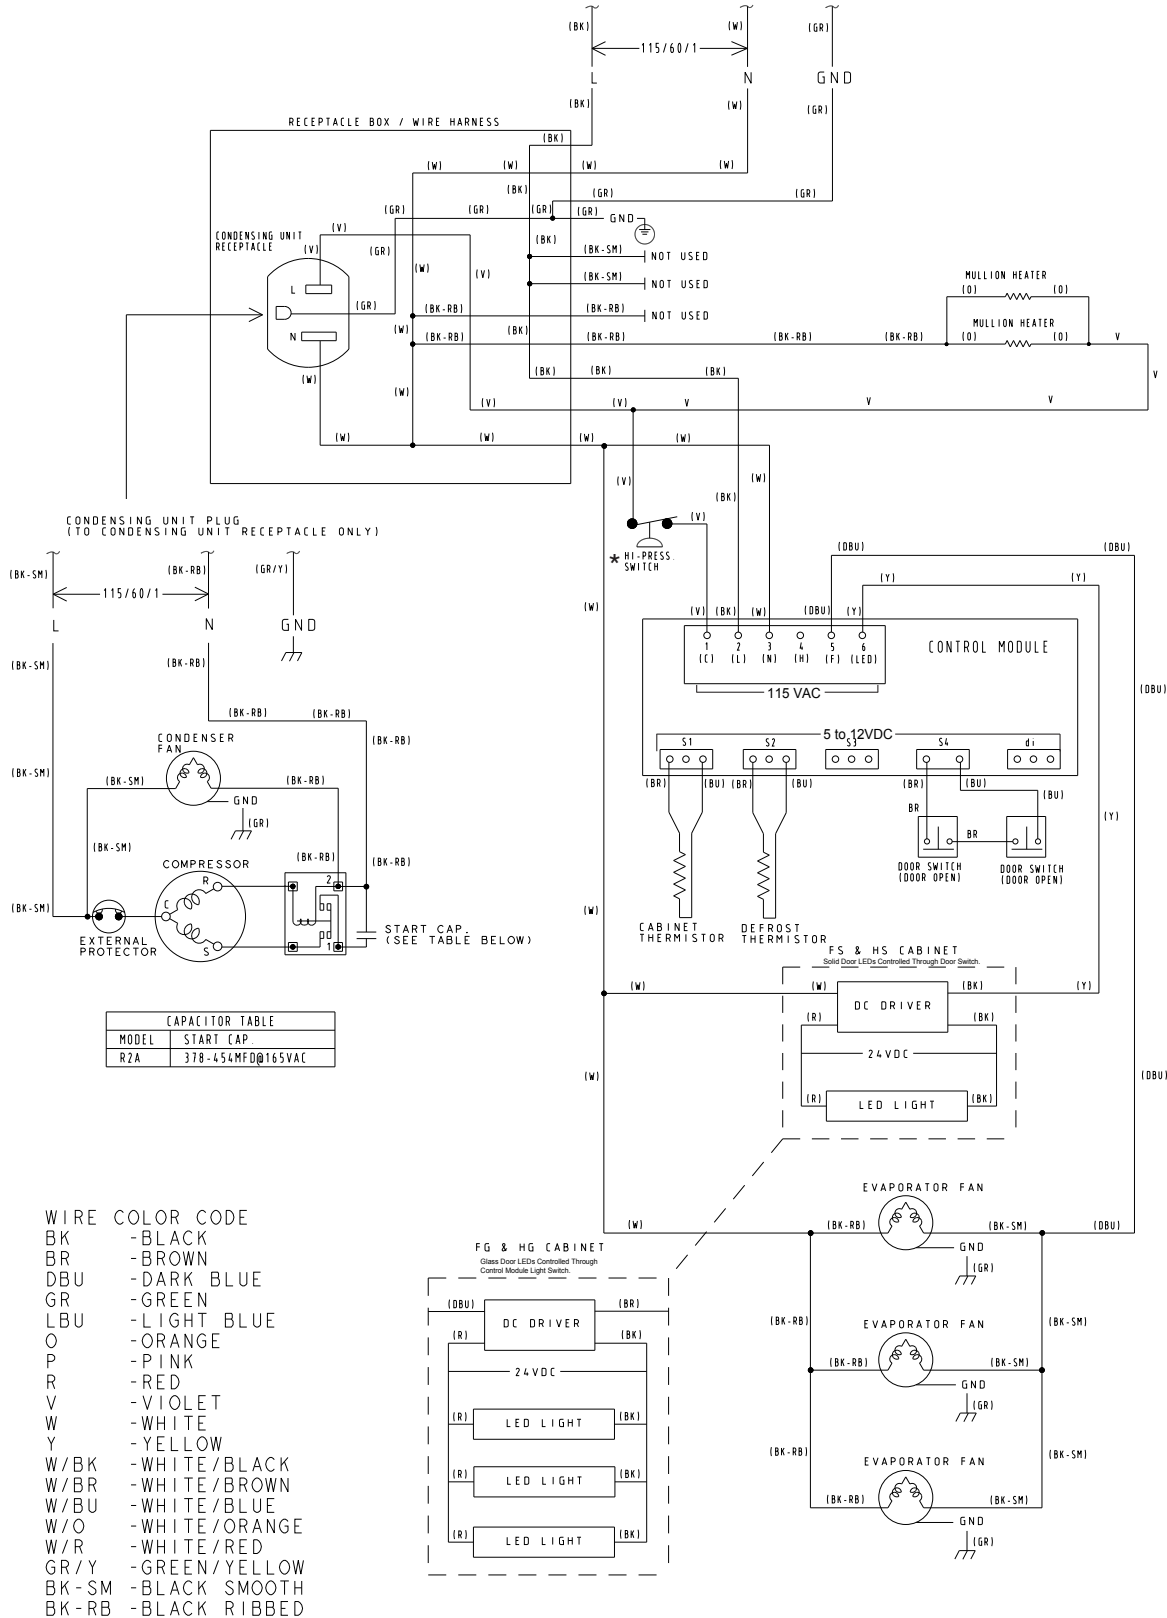 (BK)
(W)
(GR)
115/60/1
L
N
GND
(BK)
(W)
(GR)
RECEPTACLE BOX / WIRE HARNESS
(BK)
(W)
(W)
(W)
(W)
(BK)
(GR)
(GR)
(GR)
(GR)
(GR)
(GR)
GND
(V)
CONDENSING UNIT
RECEPTACLE
(V)
(GR)
(BK)
(BK-SM)
NOT USED
(W)
(V)
(BK-SM)
NOT USED
MULLION HEATER
(O)
(O)
L
(GR)
(BK-RB)
(BK-RB)
NOT USED
MULLION HEATER
N
(W)
(BK)
(BK-RB)
(BK-RB)
(BK-RB)
(BK-RB)
(O)
(O)
V
(W)
(BK)
(BK)
(BK)
V
(W)
(V)
(V)
V
V
V
(W)
(W)
(W)
(W)
(V)
(W)
(BK)
CONDENSING UNIT PLUG
(TO CONDENSING UNIT RECEPTACLE ONLY)
(V)
* HI-PRESS.
SWITCH
(DBU)
(DBU)
(BK-SM)
(BK-RB)
(GR/Y)
(Y)
(Y)
115/60/1
L
N
GND
(W)
(V)
(BK)
(W)
(DBU)
(Y)
1
2
3
4
5
6
(C)
(L)
(N)
(H)
(F)
(LED)
CONTROL MODULE
115 VAC
(DBU)
(BK-SM)
(BK-RB)
(BK-RB)
(BK-RB)
(BK-RB)
5 to 12VDC
S1
S2
S3
S4
di
CONDENSER
FAN
(BK-SM)
(BK-SM)
(BK-RB)
GND
(GR)
(BR)
(BU)
(BR)
(BU)
(BR)
(BU)
(BU)
BR
BR
(Y)
DOOR SWITCH
(DOOR OPEN)
DOOR SWITCH
(DOOR OPEN)
(BK-SM)
COMPRESSOR
(BK-RB)
(BK-RB)
R
2
C
(BK-SM)
S
1
EXTERNAL
PROTECTOR
START CAP.
(SEE TABLE BELOW)
(W)
CABINET
THERMISTOR
DEFROST
THERMISTOR
FS & HS CABINET
Solid Door LEDs Controlled Through Door Switch.
(W)
(W)
DC DRIVER
(BK)
(Y)
(R)
(BK)
24VDC
(R)
LED LIGHT
(BK)
(W)
(DBU)
CAPACITOR TABLE
MODEL START CAP.
R2A 378-454MFD@165VAC
EVAPORATOR FAN
(W)
(BK-RB)
(BK-SM)
(DBU)
GND
(GR)
FG & HG CABINET
Glass Door LEDs Controlled Through
Control Module Light Switch.
(DBU)
DC DRIVER
(BR)
(R)
(BK)
24VDC
(R)
LED LIGHT
(BK)
(R)
LED LIGHT
(BK)
(R)
LED LIGHT
(BK)
(BK-RB)
(BK-SM)
EVAPORATOR FAN
(BK-RB)
(BK-SM)
GND
(GR)
(BK-RB)
(BK-SM)
EVAPORATOR FAN
(BK-RB)
(BK-SM)
GND
(GR)
WIRE COLOR CODE
BK -BLACK
BR -BROWN
DBU -DARK BLUE
GR -GREEN
LBU -LIGHT BLUE
O -ORANGE
P -PINK
R -RED
V -VIOLET
W -WHITE
Y -YELLOW
W/BK -WHITE/BLACK
W/BR -WHITE/BROWN
W/BU -WHITE/BLUE
W/O -WHITE/ORANGE
W/R -WHITE/RED
GR/Y -GREEN/YELLOW
BK-SM -BLACK SMOOTH
BK-RB -BLACK RIBBED